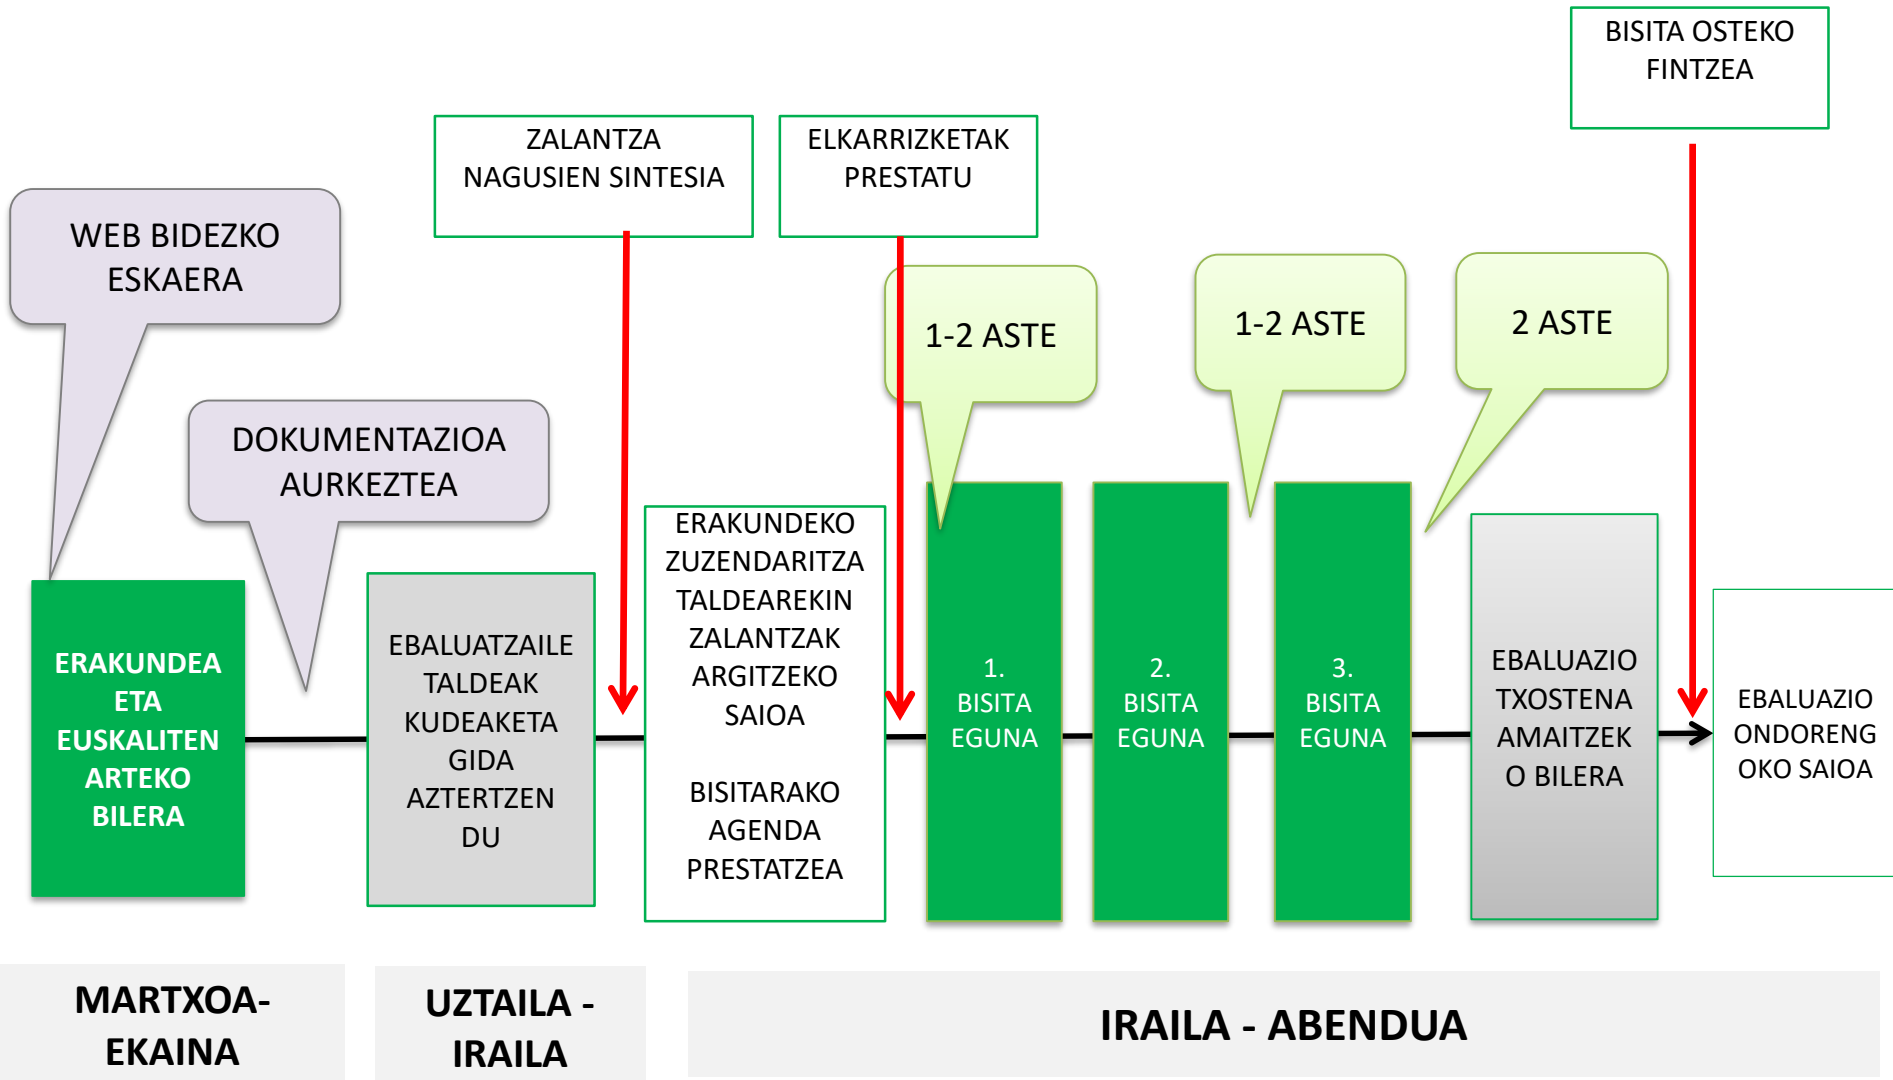 BISITA OSTEKO
FINTZEA
ZALANTZA
NAGUSIEN SINTESIA
ELKARRIZKETAK
PRESTATU
WEB BIDEZKO
ESKAERA
1-2 ASTE
1-2 ASTE
2 ASTE
DOKUMENTAZIOA
AURKEZTEA
ERAKUNDEA
ETA
EUSKALITEN
ARTEKO
BILERA
EBALUATZAILE
TALDEAK
KUDEAKETA
GIDA
AZTERTZEN
DU
ERAKUNDEKO
ZUZENDARITZA
TALDEAREKIN
ZALANTZAK
ARGITZEKO
SAIOA
BISITARAKO
AGENDA
PRESTATZEA
1.
BISITA
EGUNA
2.
BISITA
EGUNA
3.
BISITA
EGUNA
EBALUAZIO
TXOSTENA
AMAITZEK
O BILERA
EBALUAZIO
ONDORENG
OKO SAIOA
MARTXOA-
EKAINA
UZTAILA -
IRAILA
IRAILA - ABENDUA